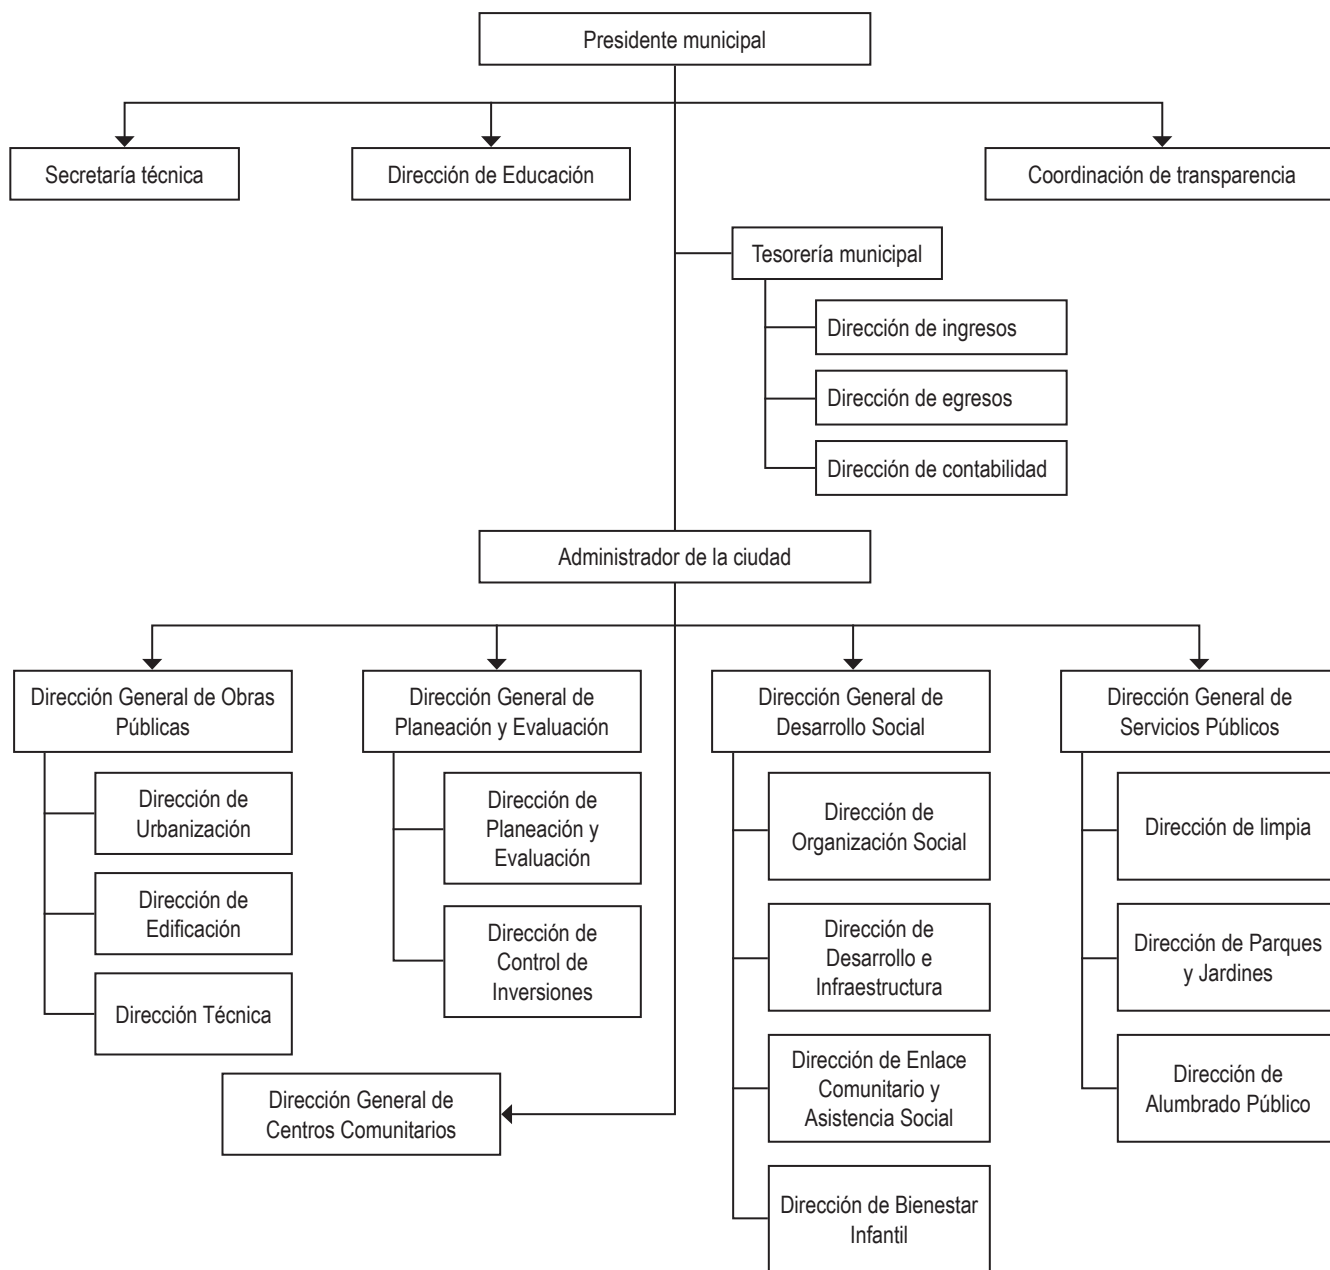 Presidente municipal
Secretaría técnica
Dirección de Educación
Coordinación de transparencia
Tesorería municipal
Dirección de ingresos
Dirección de egresos
Dirección de contabilidad
Administrador de la ciudad
Dirección General de Obras
Públicas
Dirección General de
Planeación y Evaluación
Dirección General de
Desarrollo Social
Dirección General de
Servicios Públicos
Dirección de
Urbanización
Dirección de
Edificación
Dirección Técnica
Dirección de
Planeación y
Evaluación
Dirección de
Control de
Inversiones
Dirección General de
Centros Comunitarios
Dirección de
Organización Social
Dirección de
Desarrollo e
Infraestructura
Dirección de Enlace
Comunitario y
Asistencia Social
Dirección de Bienestar
Infantil
Dirección de limpia
Dirección de Parques
y Jardines
Dirección de
Alumbrado Público